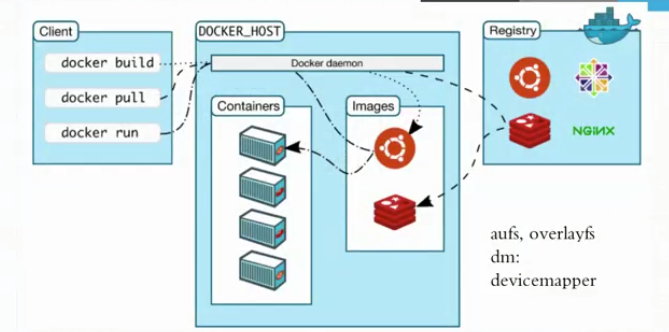 Client
docker build
docker pull
docker run
DOCKER_HOST
Docker daemon
Containers
Images
Registry
NGINX
aufs, overlayfs
dm:
devicemapper